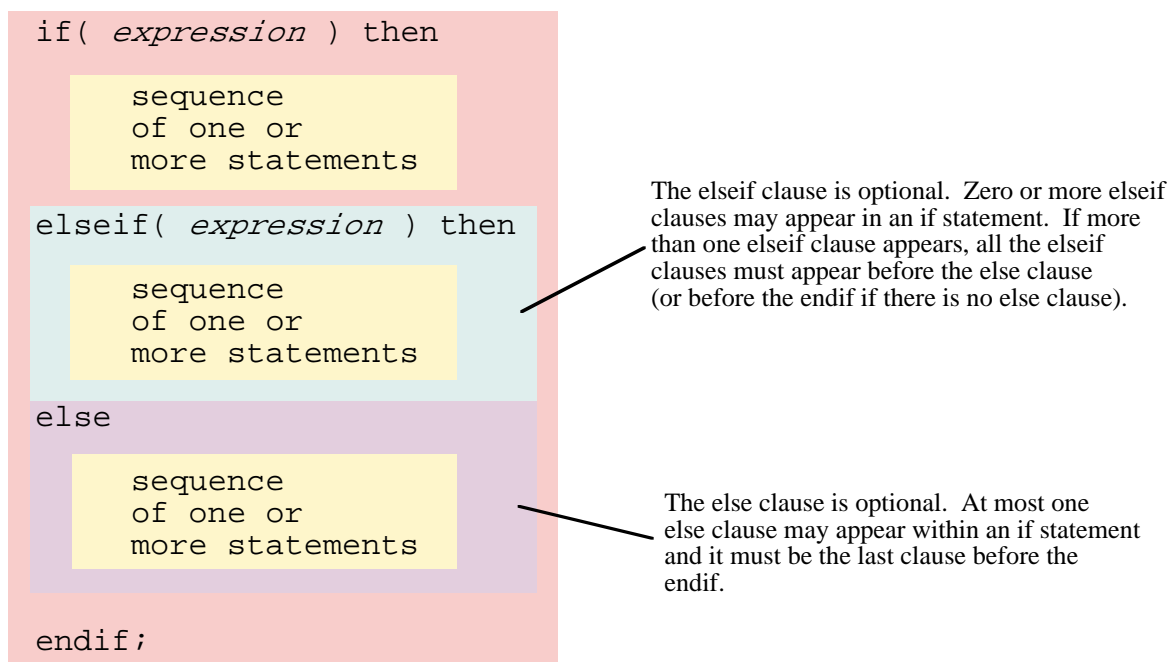 if( expression ) then
sequence
of one or
more statements
elseif( expression ) then
sequence
of one or
more statements
else
sequence
of one or
more statements
endif;
The elseif clause is optional.  Zero or more elseif
clauses may appear in an if statement.  If more
than one elseif clause appears, all the elseif
clauses must appear before the else clause
(or before the endif if there is no else clause).
The else clause is optional.  At most one
else clause may appear within an if statement
and it must be the last clause before the
endif.